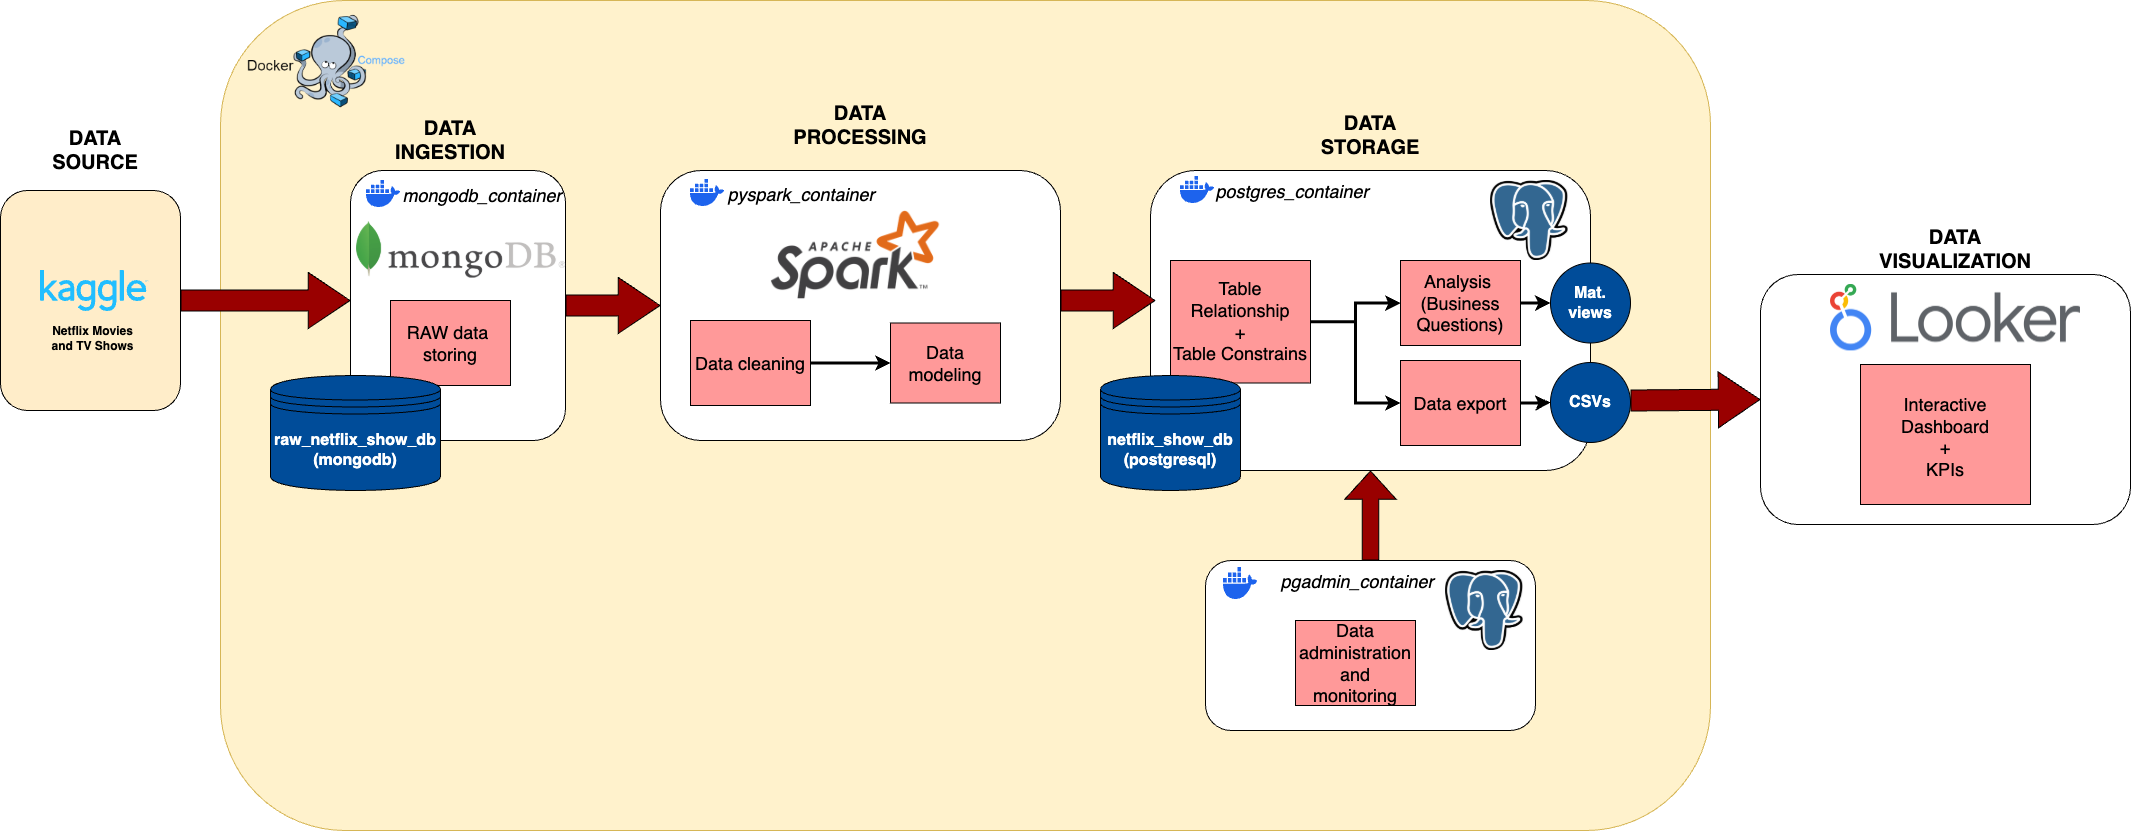 Docker
Compose
DATA
SOURCE
kaggle
Netflix Movies
and TV Shows
DATA
INGESTION
mongodb_container
mongoDB®
RAW data
storing
raw_netflix_show_db
(mongodb)
DATA
PROCESSING
pyspark_container
APACHE
Spark™
Data cleaning
Data
modeling
DATA
STORAGE
postgres_container
Table
Relationship
+
Table Constrains
netflix_show_db
(postgresql)
Analysis
(Business
Questions)
Mat.
views
Data export
CSVs
pgadmin_container
Data
administration
and
monitoring
DATA
VISUALIZATION
Looker
Interactive
Dashboard
+
KPIs